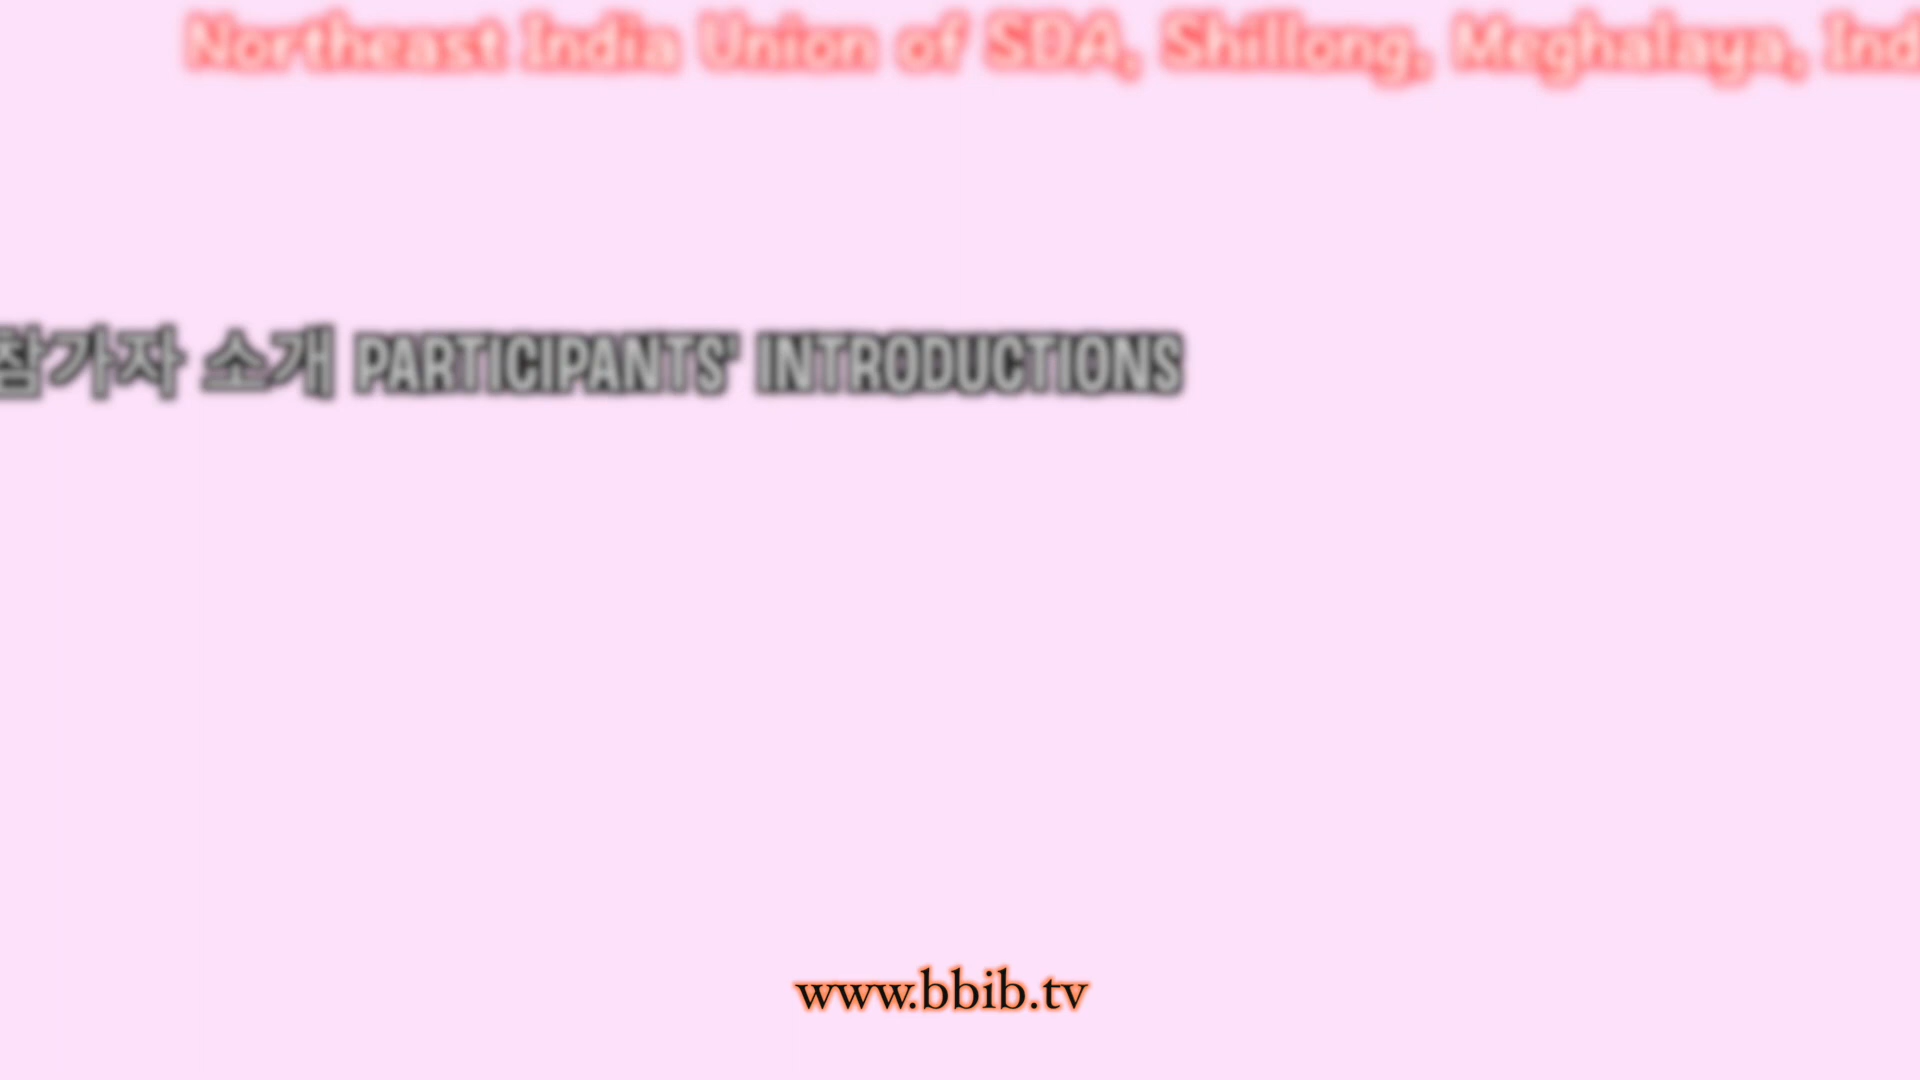 Northeast India Union of SDA, Shillong, Meghalaya, Ind
참가자 소개 PARTICIPANTS' INTRODUCTIONS
www.bbib.tv